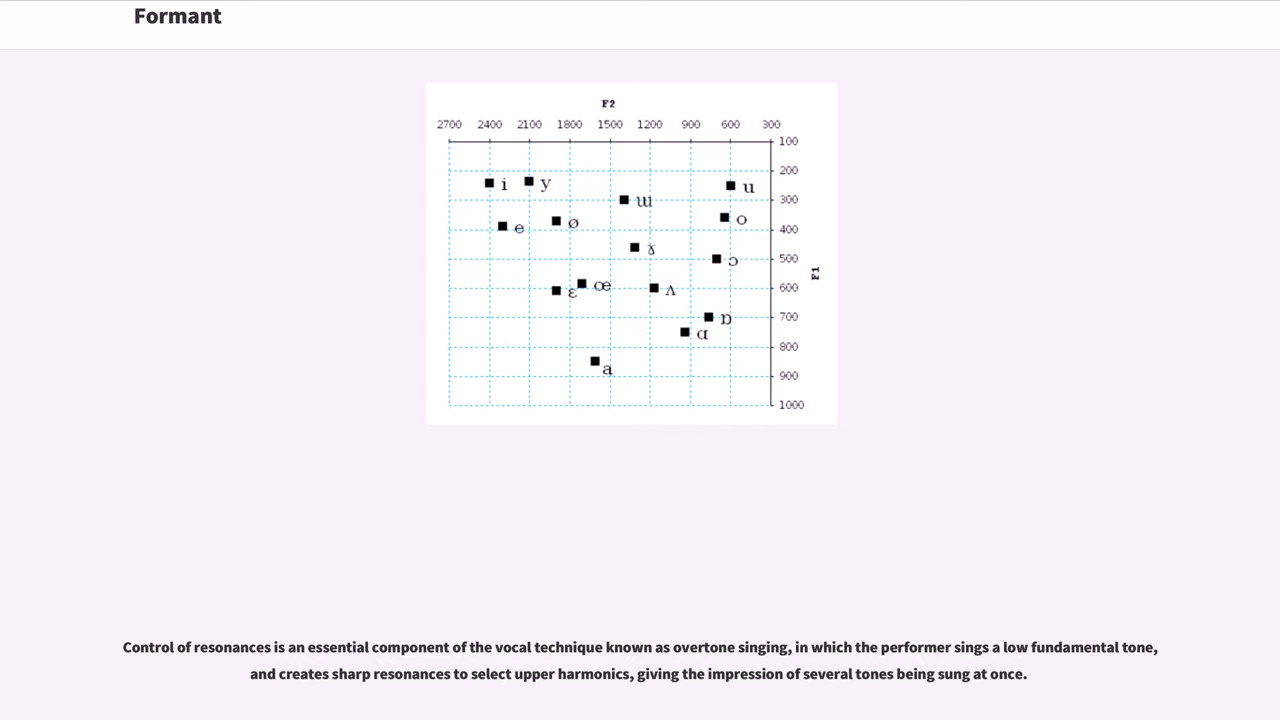 Formant
F2
2700 2400 2100 1800 1500 1200 900 600 300
100
200
i y u
300
ɯ
o
400
e ø
ɤ
500
ɔ
F1
600
ɛ œ ʌ
700
ɒ
ɑ
800
a
900
1000
Control of resonances is an essential component of the vocal technique known as overtone singing, in which the performer sings a low fundamental tone,
and creates sharp resonances to select upper harmonics, giving the impression of several tones being sung at once.